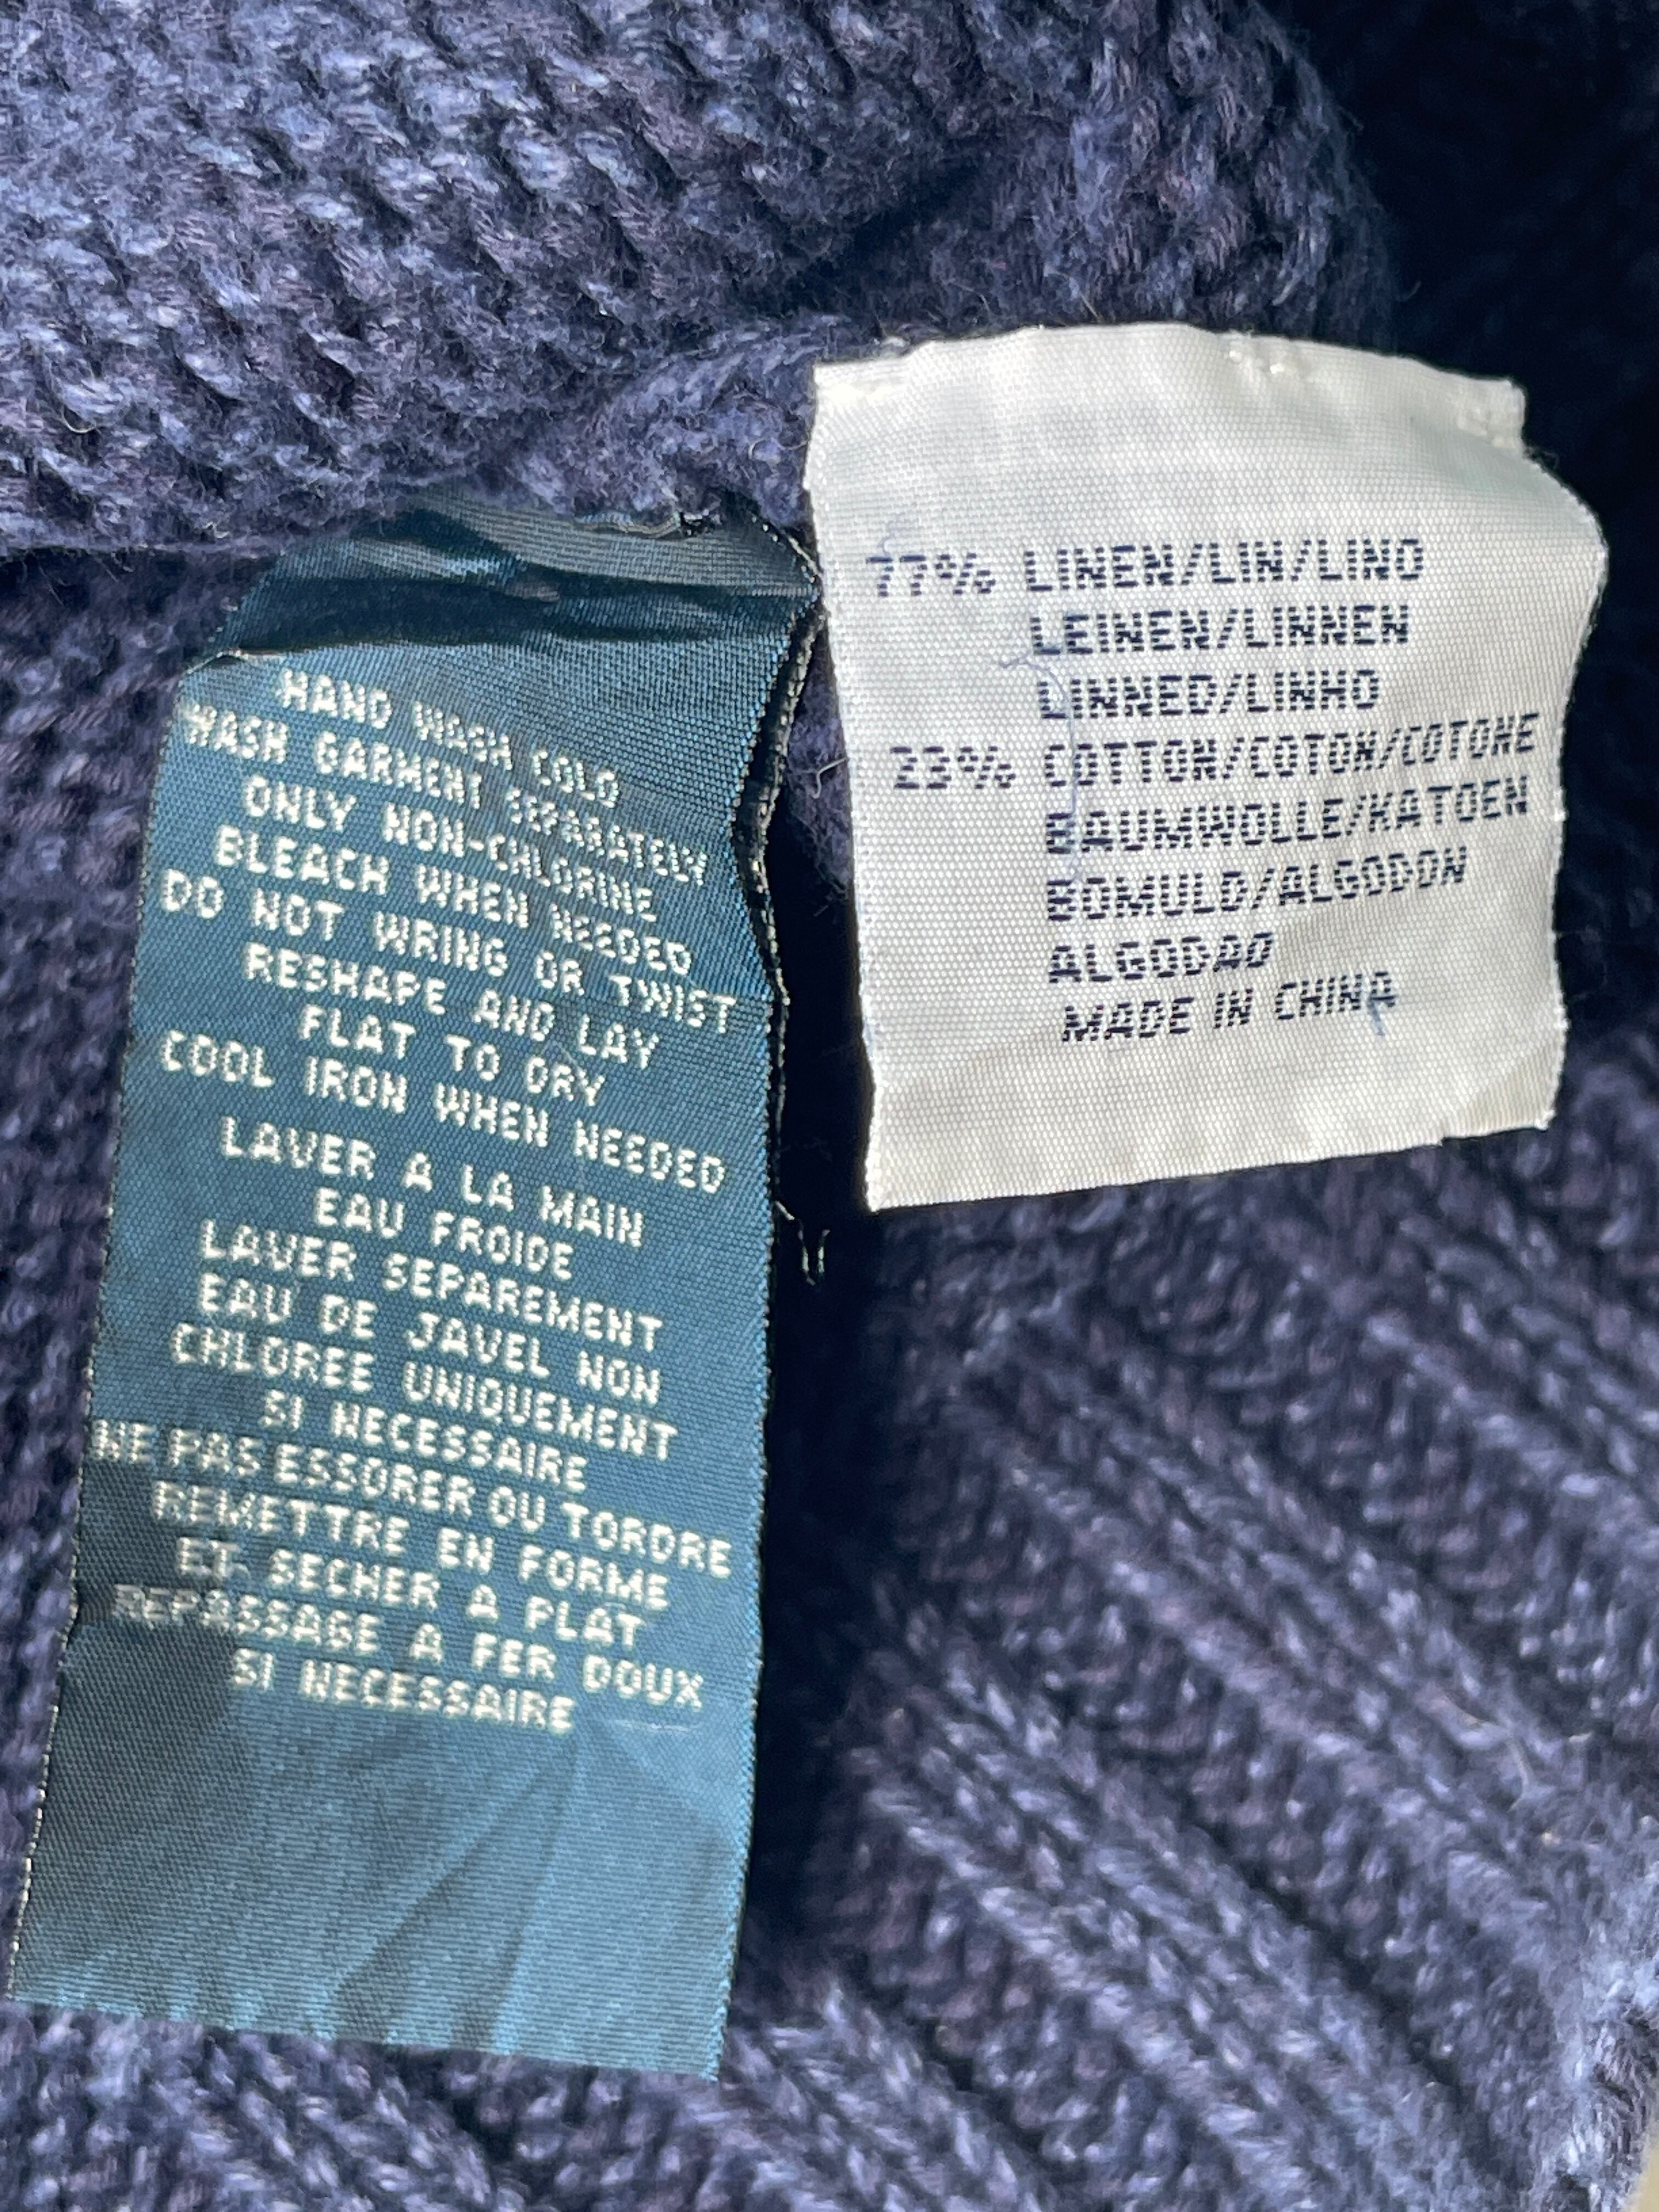 HAND WASH COLD
WASH GARMENT SEPARATELY
ONLY NON-CHLORINE
BLEACH WHEN NEEDED
DO NOT WRING OR TWIST
RESHAPE AND LAY
FLAT TO DRY
COOL IRON WHEN NEEDED
LAVER A LA MAIN
EAU FROIDE
LAVER SEPAREMENT
EAU DE JAVEL NON
CHLOREE UNIQUEMENT
SI NECESSAIRE
NE PAS ESSORER OU TORDRE
REMETTRE EN FORME
ET SECHER A PLAT
REPASSAGE A FER DOUX
SI NECESSAIRE
77% LINEN/LIN/LINO
LEINEN/LINNEN
LINNED/LINHO
23% COTTON/COTON/COTONE
BAUMWOLLE/KATOEN
BOMULD/ALGODON
ALGODAO
MADE IN CHINA